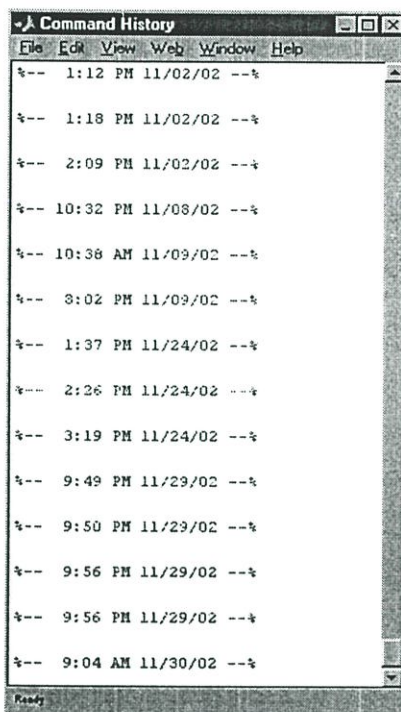 Command History
File Edit View Web Window Help
%-- 1:12 PM 11/02/02 --%
%-- 1:18 PM 11/02/02 --%
%-- 2:09 PM 11/02/02 --%
%-- 10:32 PM 11/08/02 --%
%-- 10:38 AM 11/09/02 --%
%-- 3:02 PM 11/09/02 --%
%-- 1:37 PM 11/24/02 --%
%-- 2:26 PM 11/24/02 --%
%-- 3:19 PM 11/24/02 --%
%-- 9:49 PM 11/29/02 --%
%-- 9:50 PM 11/29/02 --%
%-- 9:56 PM 11/29/02 --%
%-- 9:56 PM 11/29/02 --%
%-- 9:04 AM 11/30/02 --%
Ready